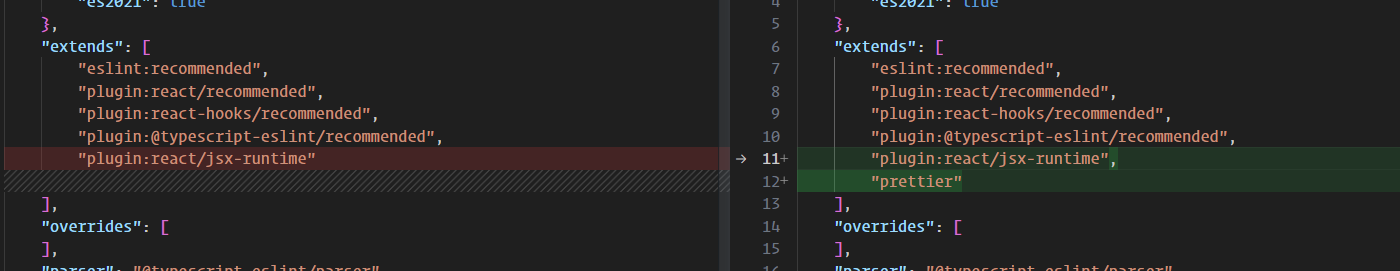 "es2021": true
},
"extends": [
"eslint:recommended",
"plugin:react/recommended",
"plugin:react-hooks/recommended",
"plugin:@typescript-eslint/recommended",
"plugin:react/jsx-runtime"
],
"overrides": [
],
"parser": "@typescript-eslint/parser",
4 "es2021": true
5 },
6 "extends": [
7 "eslint:recommended",
8 "plugin:react/recommended",
9 "plugin:react-hooks/recommended",
10 "plugin:@typescript-eslint/recommended",
→ 11+ "plugin:react/jsx-runtime",
12+ "prettier"
13 ],
14 "overrides": [
15 ],
16 "parser": "@typescript-eslint/parser",